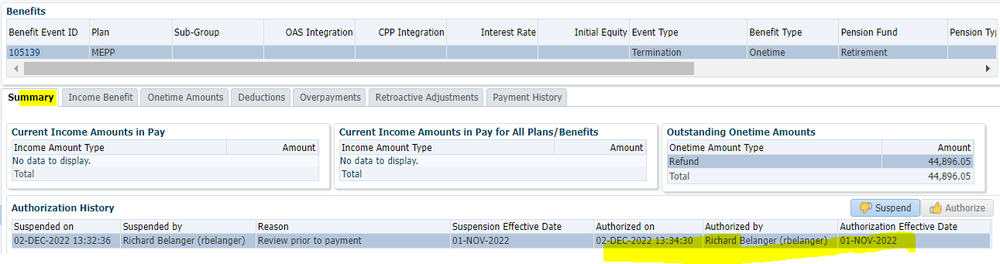 Benefits
Benefit Event ID Plan Sub-Group OAS Integration CPP Integration Interest Rate Initial Equity Event Type Benefit Type Pension Fund Pension Ty
105139 MEPP Termination Onetime Retirement
Summary Income Benefit Onetime Amounts Deductions Overpayments Retroactive Adjustments Payment History
Current Income Amounts in Pay Current Income Amounts in Pay for All Plans/Benefits Outstanding Onetime Amounts
Income Amount Type Amount Income Amount Type Amount Onetime Amount Type Amount
No data to display. No data to display. Refund 44,896.05
Total Total Total 44,896.05
Authorization History Suspend Authorize
Suspended on Suspended by Reason Suspension Effective Date Authorized on Authorized by Authorization Effective Date
02-DEC-2022 13:32:36 Richard Belanger (rbelanger) Review prior to payment 01-NOV-2022 02-DEC-2022 13:34:30 Richard Belanger (rbelanger) 01-NOV-2022